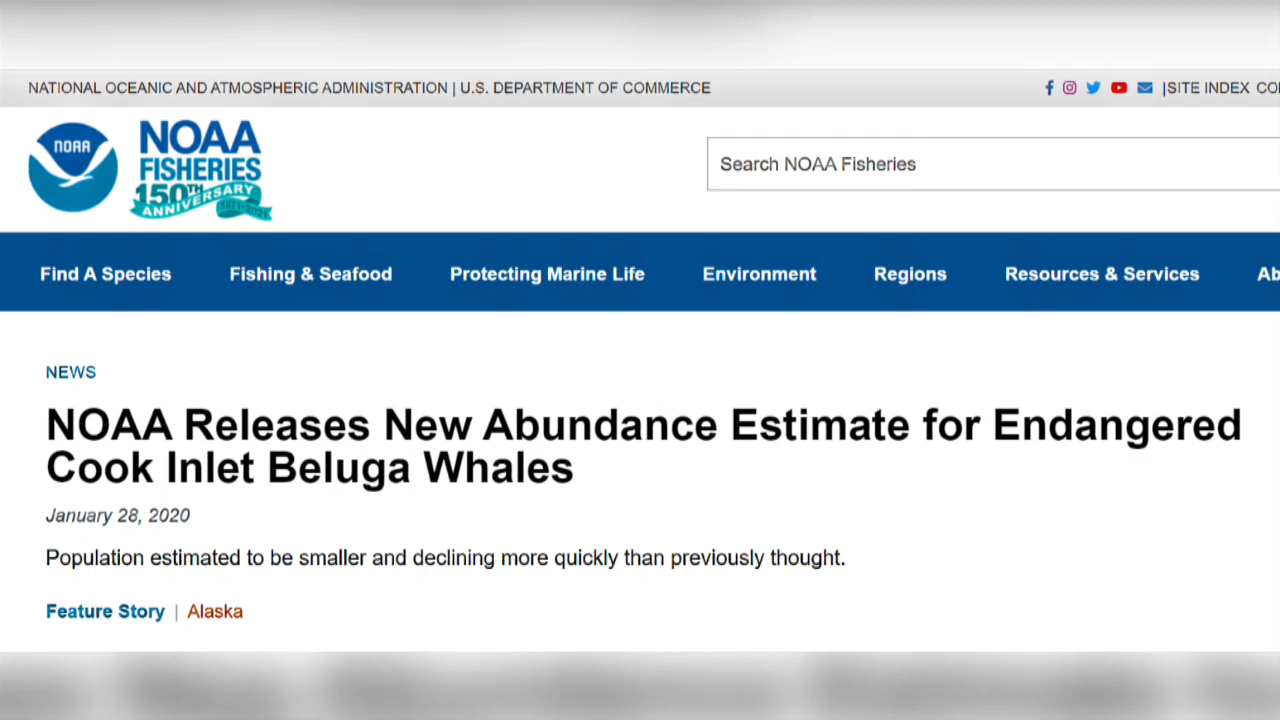 NATIONAL OCEANIC AND ATMOSPHERIC ADMINISTRATION | U.S. DEPARTMENT OF COMMERCE
|SITE INDEX CO
NOAA
NOAA
FISHERIES
150TH
ANNIVERSARY
1871-2021
Search NOAA Fisheries
Find A Species Fishing & Seafood Protecting Marine Life Environment Regions Resources & Services Ab
NEWS
NOAA Releases New Abundance Estimate for Endangered
Cook Inlet Beluga Whales
January 28, 2020
Population estimated to be smaller and declining more quickly than previously thought.
Feature Story | Alaska